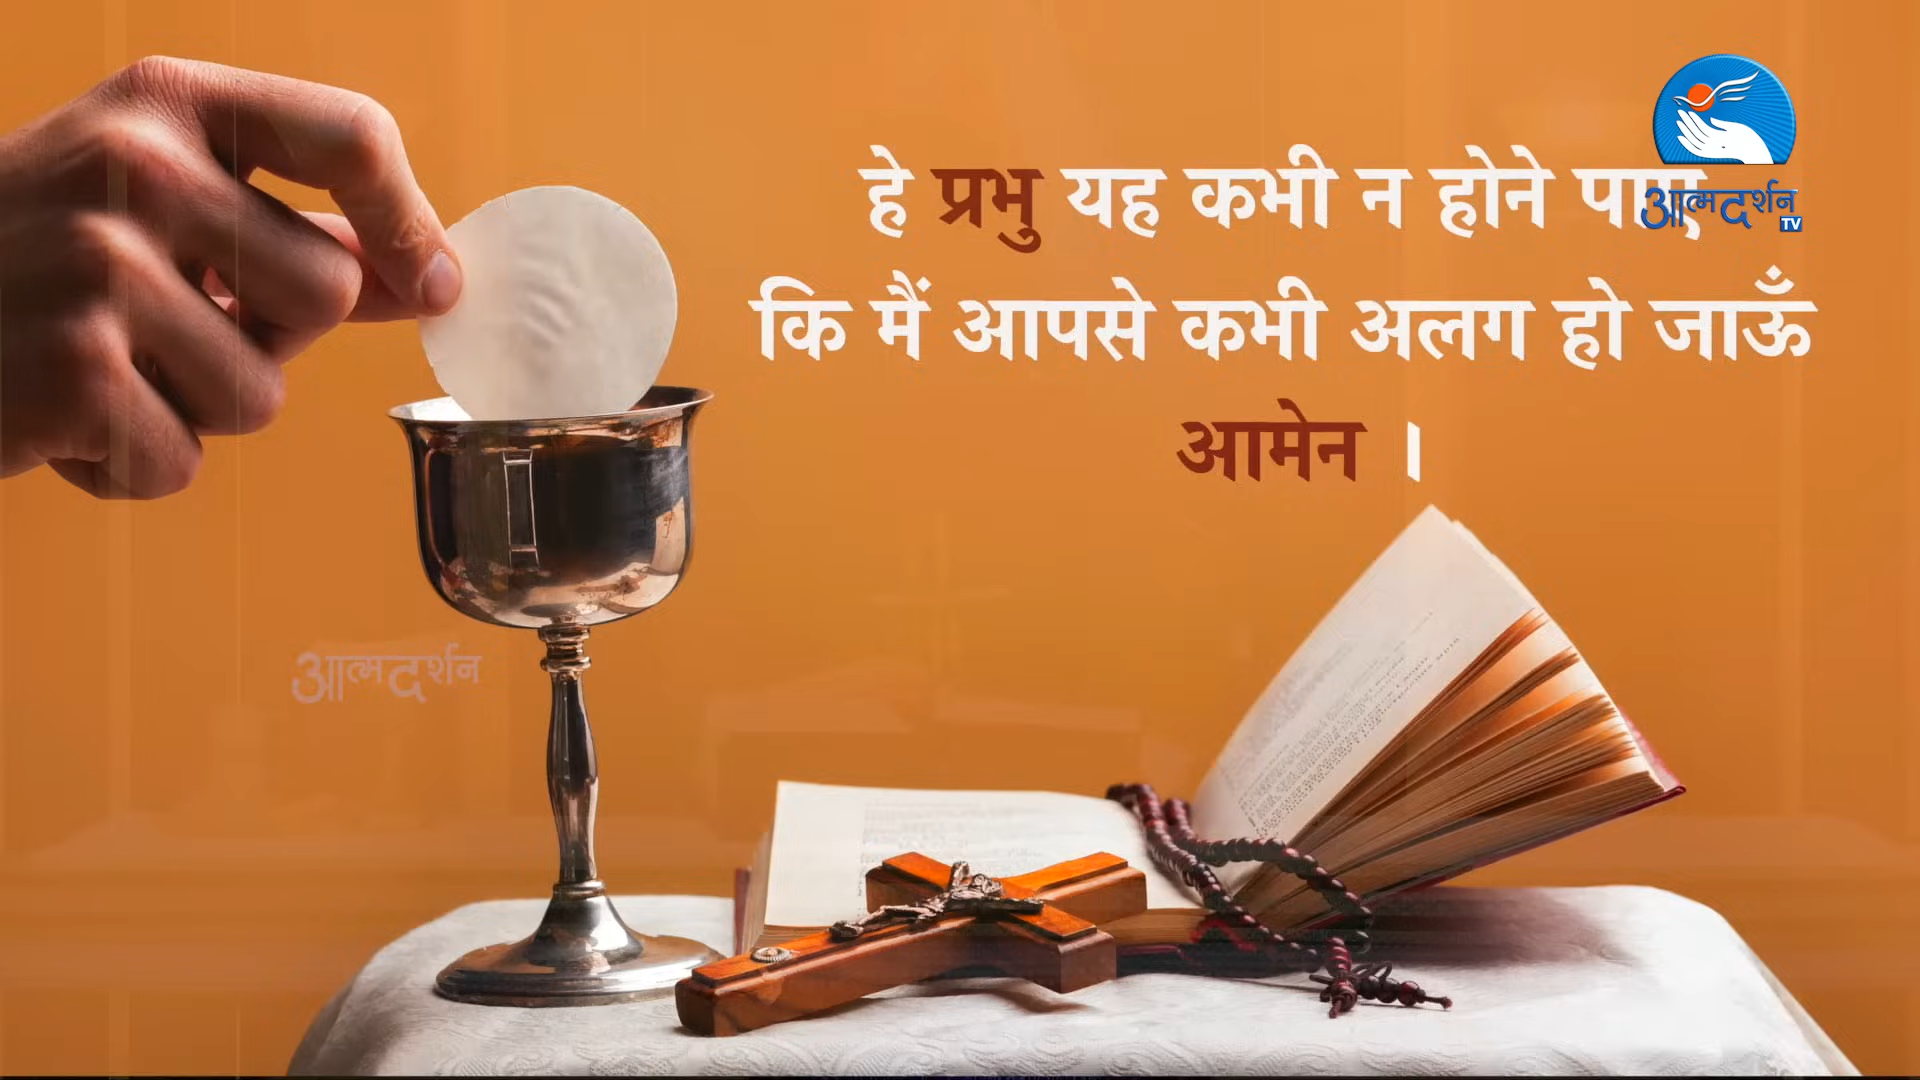 हे प्रभु यह कभी न होने पाए
कि मैं आपसे कभी अलग हो जाऊँ
आमेन ।
आत्मदर्शन
TV
आत्मदर्शन